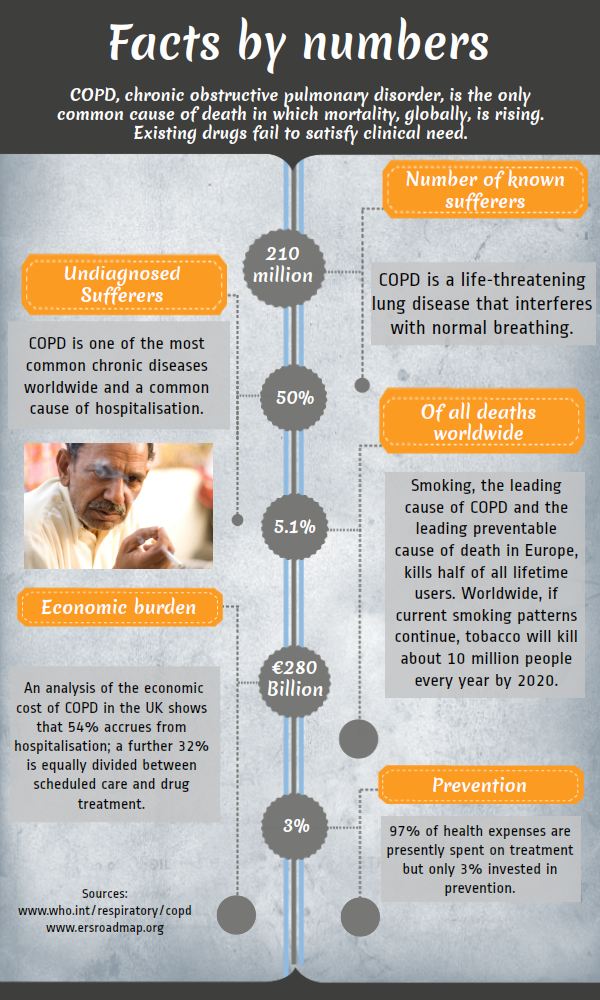 Facts by numbers
COPD, chronic obstructive pulmonary disorder, is the only
common cause of death in which mortality, globally, is rising.
Existing drugs fail to satisfy clinical need.
Number of known
sufferers
210
million
COPD is a life-threatening
lung disease that interferes
with normal breathing.
Undiagnosed
Sufferers
COPD is one of the most
common chronic diseases
worldwide and a common
cause of hospitalisation.
50%
Of all deaths
worldwide
5.1%
Smoking, the leading
cause of COPD and the
leading preventable
cause of death in Europe,
kills half of all lifetime
users. Worldwide, if
current smoking patterns
continue, tobacco will kill
about 10 million people
every year by 2020.
Economic burden
€280
Billion
An analysis of the economic
cost of COPD in the UK shows
that 54% accrues from
hospitalisation; a further 32%
is equally divided between
scheduled care and drug
treatment.
Prevention
3%
97% of health expenses are
presently spent on treatment
but only 3% invested in
prevention.
Sources:
www.who.int/respiratory/copd
www.ersroadmap.org